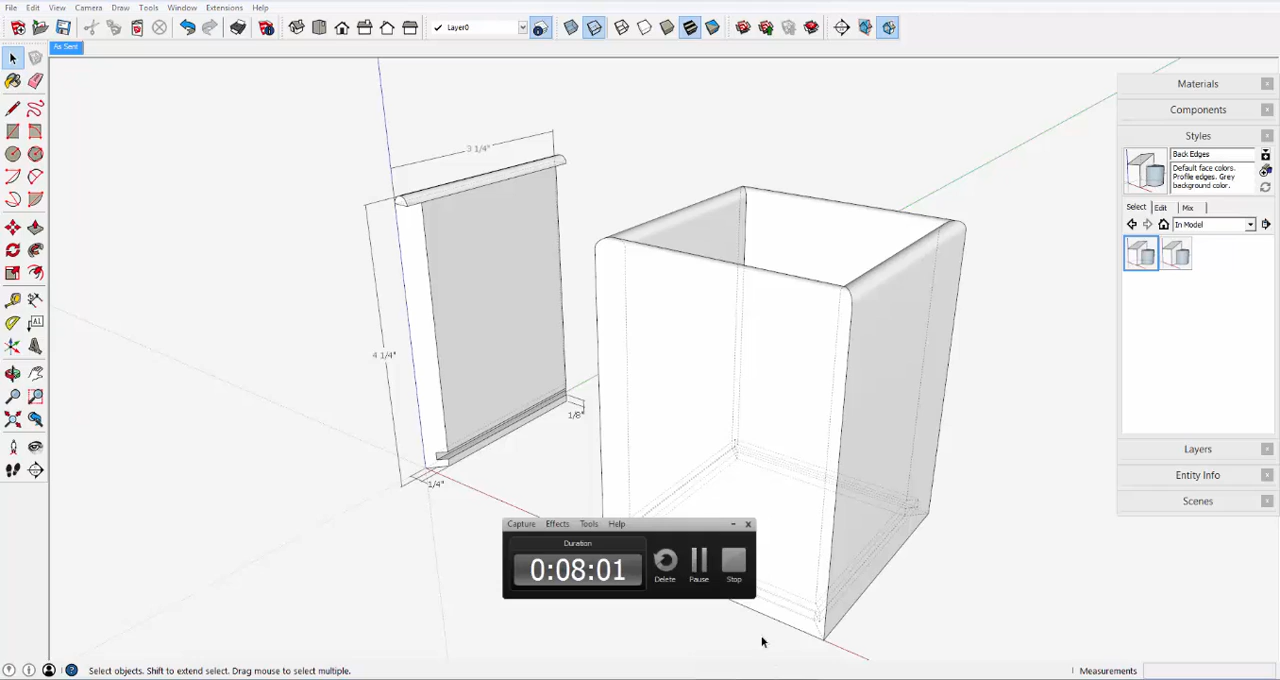 File Edit View Camera Draw Tools Window Extensions Help
Layer0
As Sent
Materials
Components
Styles
Back Edges
Default face colors.
Profile edges. Grey
background color.
Select Edit Mix
In Model
Layers
Entity Info
Scenes
3 1/4"
4 1/4"
1/8"
1/4"
A1
Capture Effects Tools Help
Duration
0:08:01
Delete Pause Stop
Select objects. Shift to extend select. Drag mouse to select multiple.
Measurements